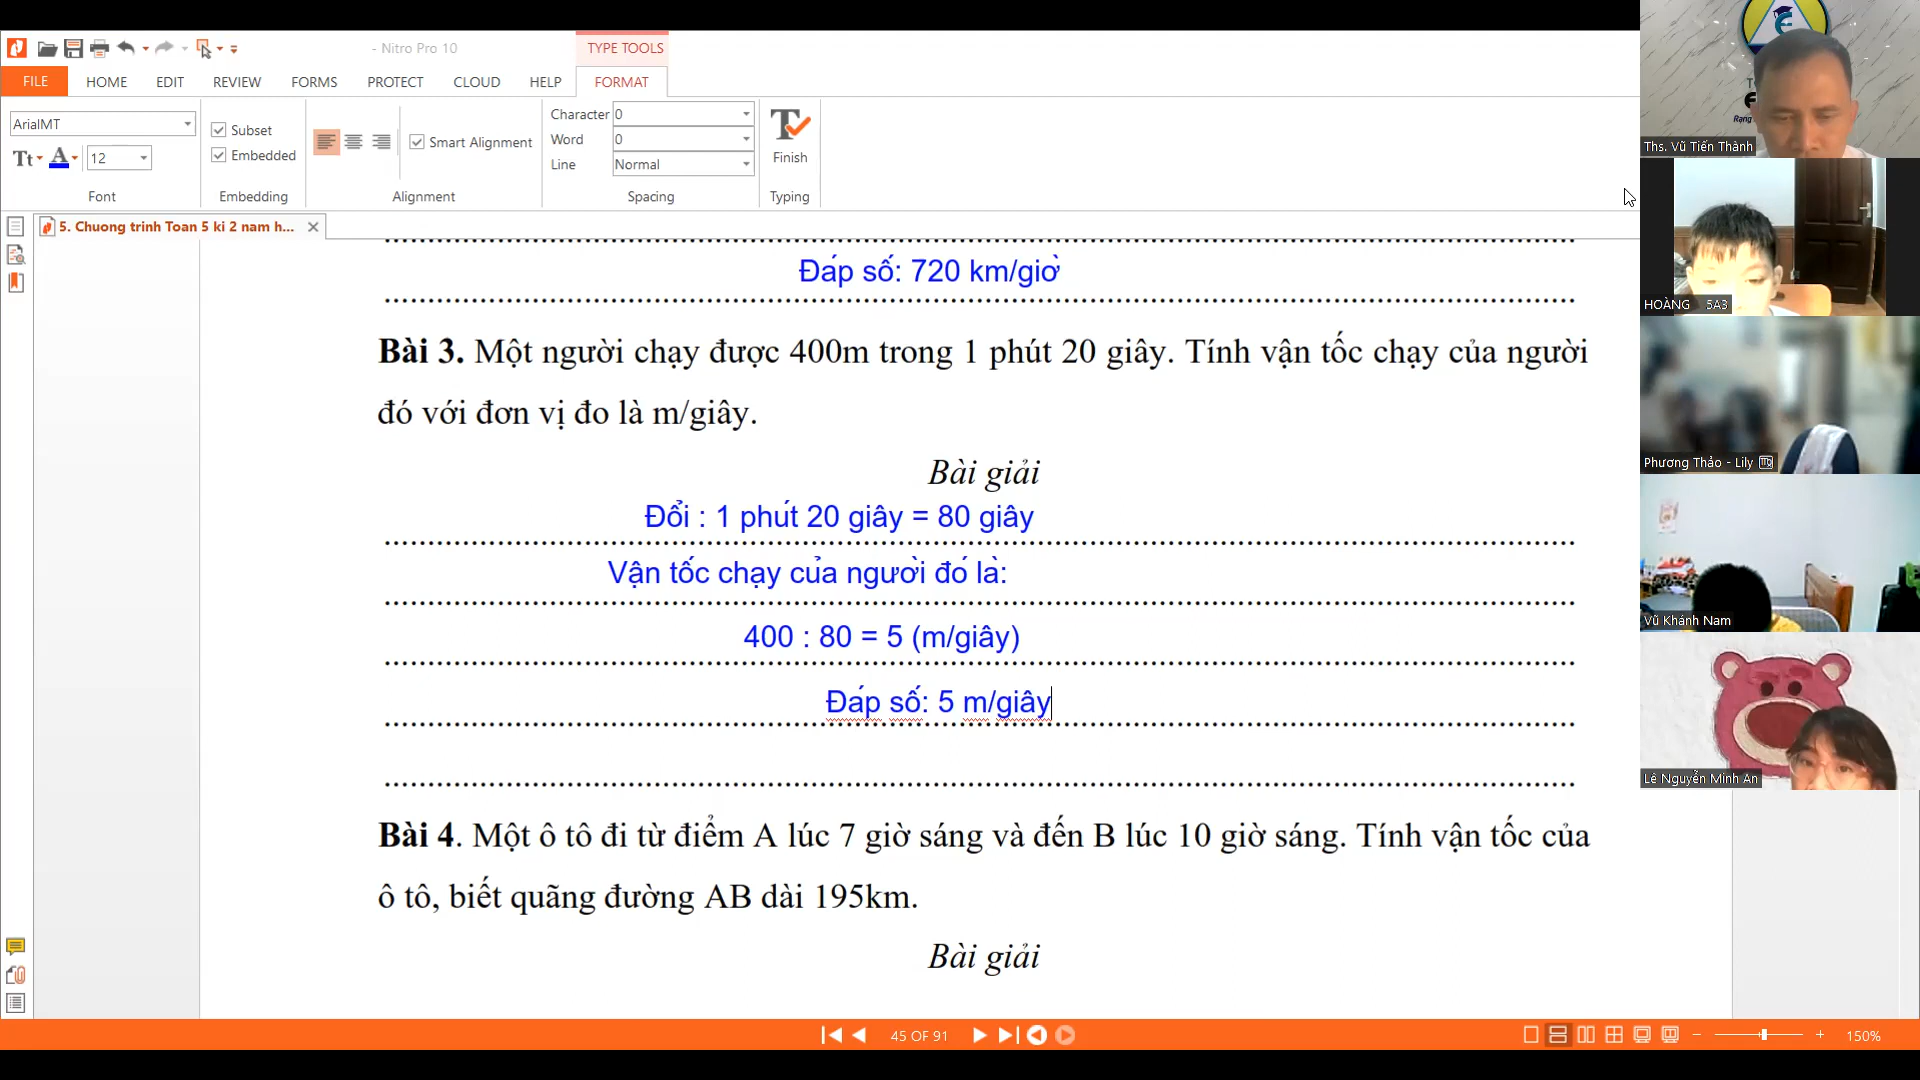 - Nitro Pro 10
TYPE TOOLS
FILE
HOME
EDIT
REVIEW
FORMS
PROTECT
CLOUD
HELP
FORMAT
ArialMT
12
Font
Subset
Embedded
Embedding
Smart Alignment
Alignment
Character 0
Word 0
Line Normal
Spacing
Finish
Typing
5. Chuong trinh Toan 5 ki 2 nam h...
Đáp số: 720 km/giờ
Bài 3. Một người chạy được 400m trong 1 phút 20 giây. Tính vận tốc chạy của người
đó với đơn vị đo là m/giây.
Bài giải
Đổi : 1 phút 20 giây = 80 giây
Vận tốc chạy của người đó là:
400 : 80 = 5 (m/giây)
Đáp số: 5 m/giây
Bài 4. Một ô tô đi từ điểm A lúc 7 giờ sáng và đến B lúc 10 giờ sáng. Tính vận tốc của
ô tô, biết quãng đường AB dài 195km.
Bài giải
45 OF 91
150%
Ths. Vũ Tiến Thành
HOÀNG 5A3
Phương Thảo - Lily
Vũ Khánh Nam
Lê Nguyễn Minh An